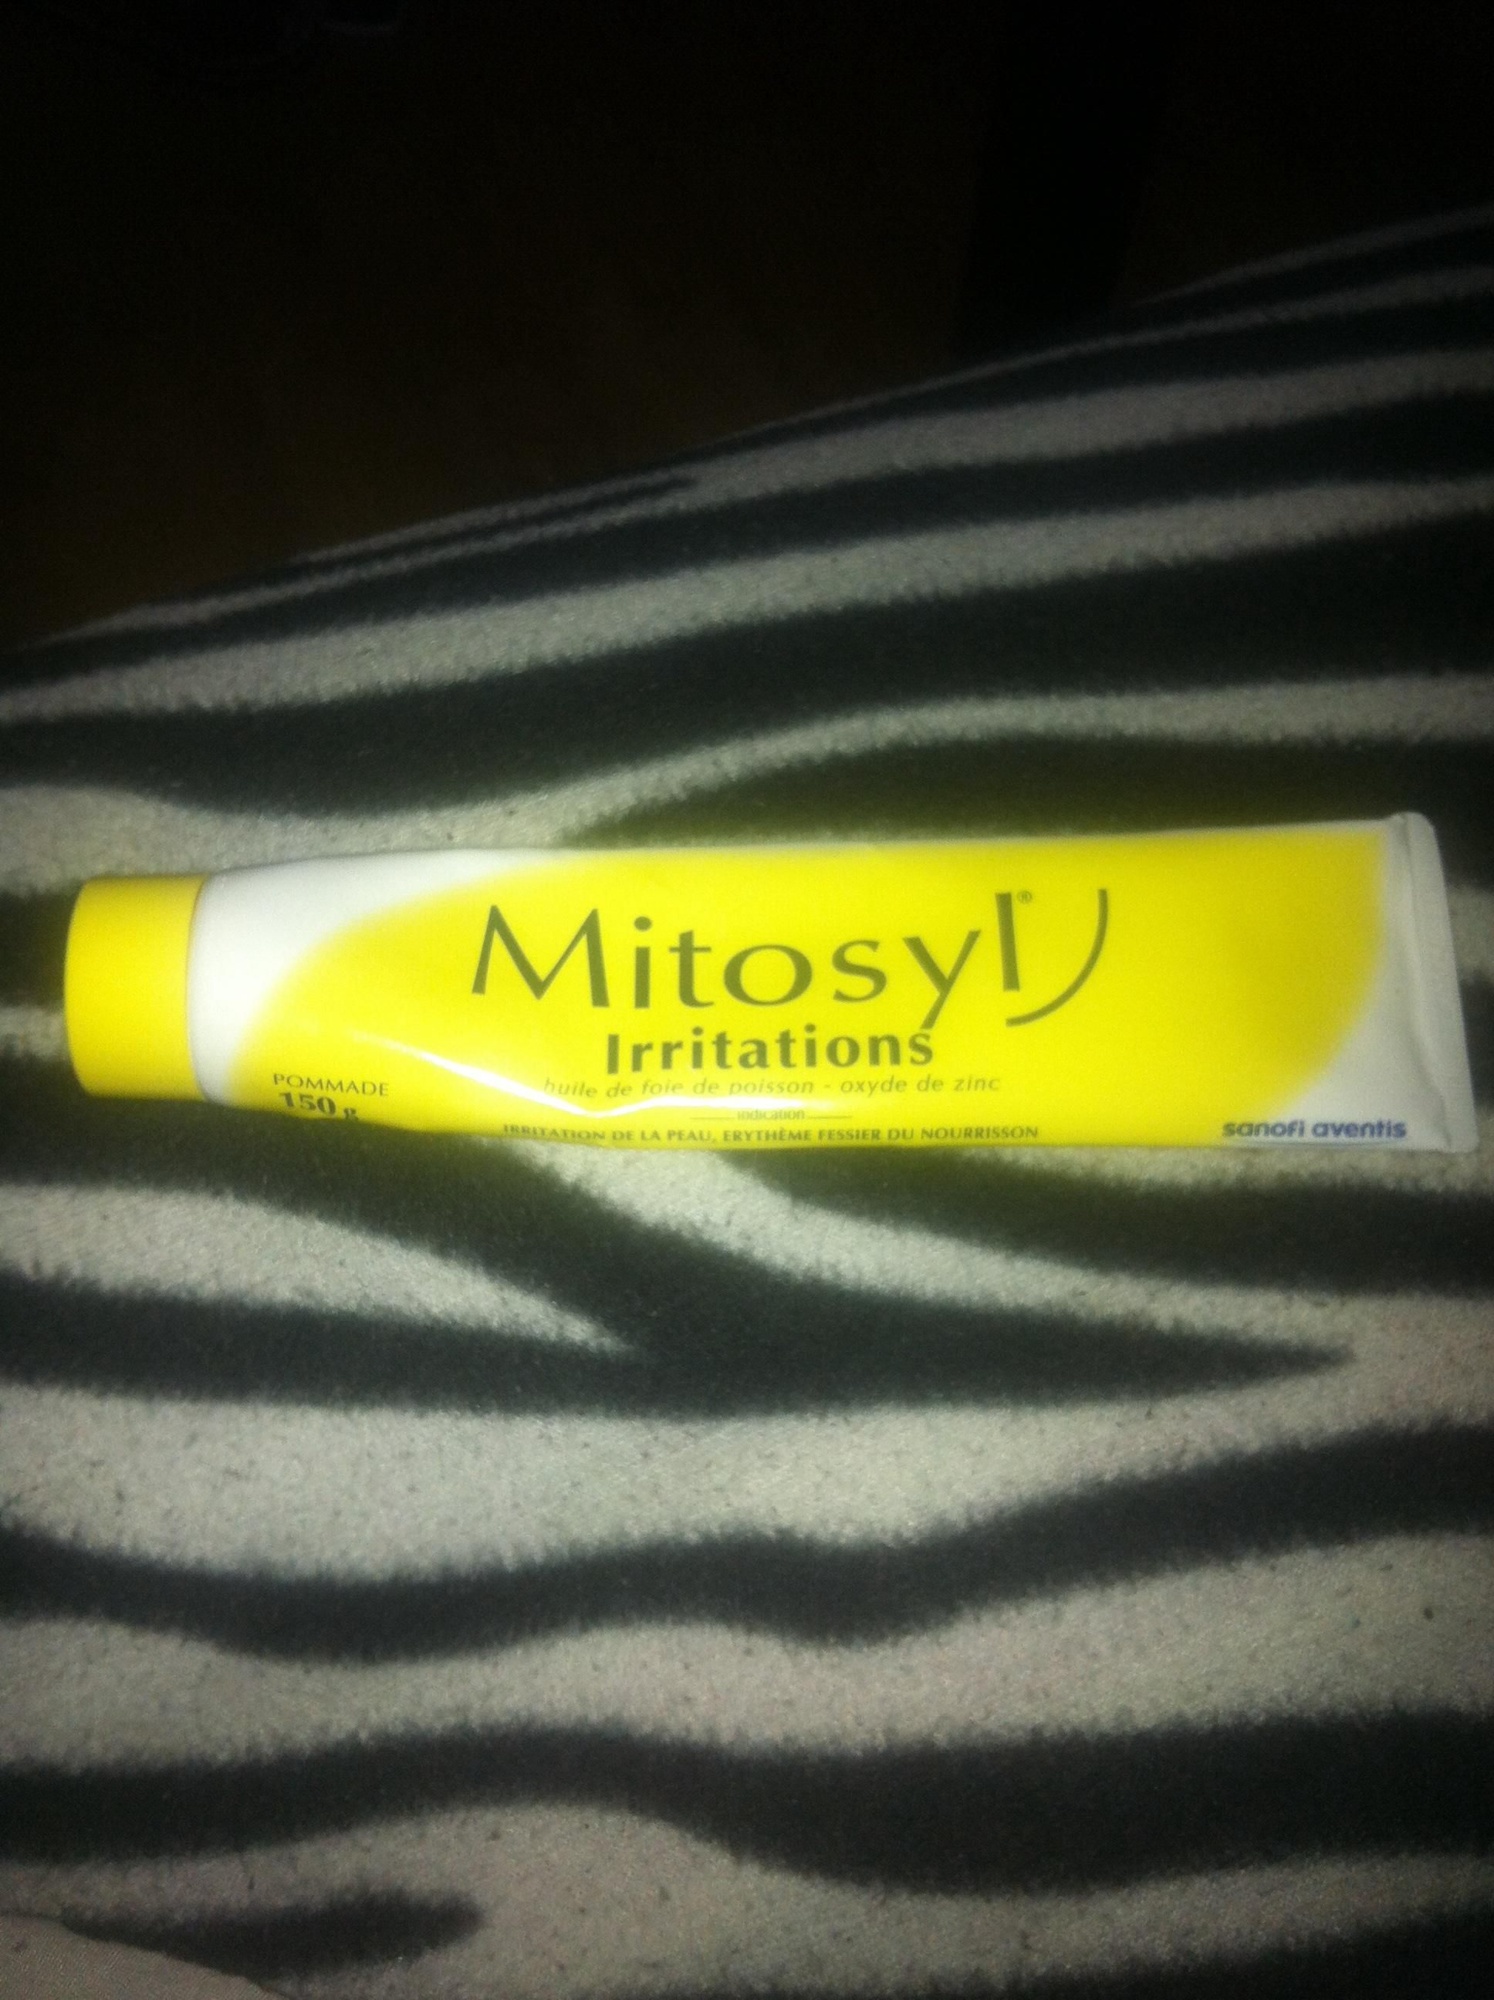 Mitosyl®
Irritations
huile de foie de poisson - oxyde de zinc
indication
IRRITATION DE LA PEAU, ERYTHÈME FESSIER DU NOURRISSON
POMMADE
150 g
sanofi aventis